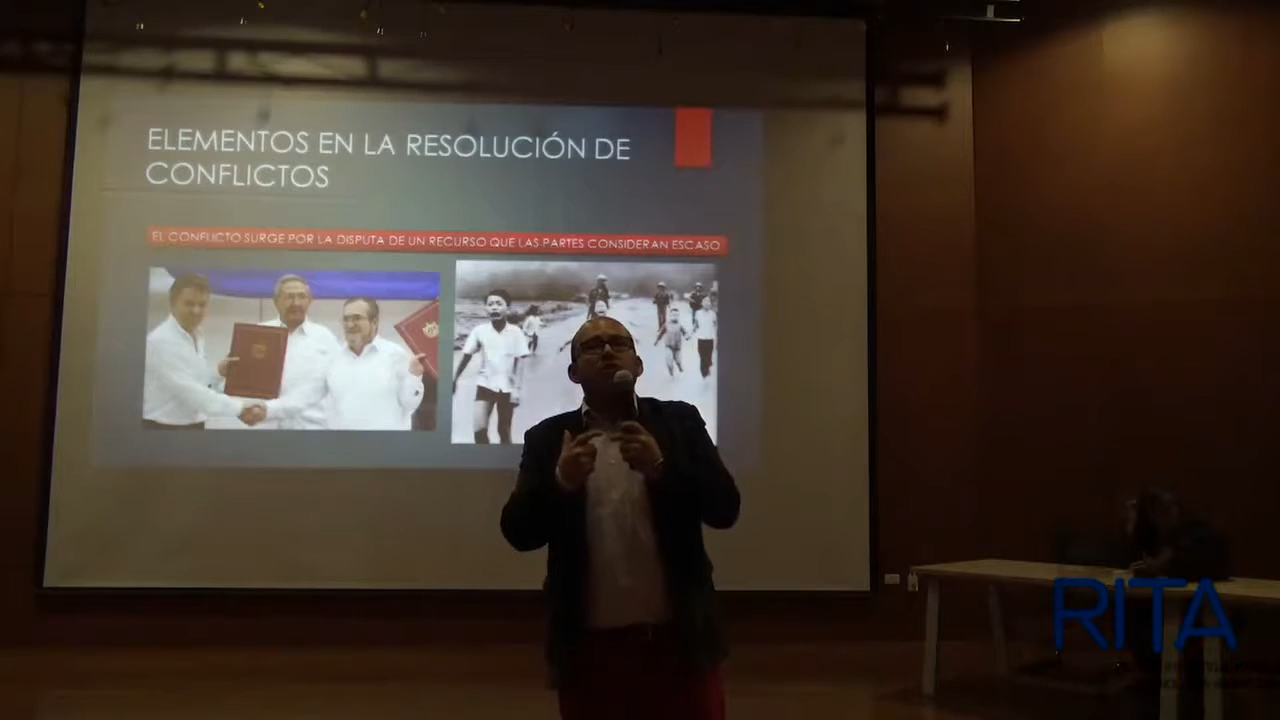 ELEMENTOS EN LA RESOLUCIÓN DE
CONFLICTOS
EL CONFLICTO SURGE POR LA DISPUTA DE UN RECURSO QUE LAS PARTES CONSIDERAN ESCASO
RITA